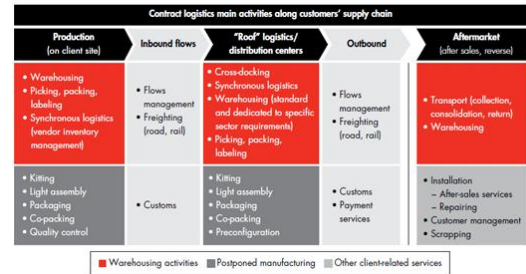 Contract logistics main activities along customers' supply chain
Production
(on client site)
Inbound flows
"Roof" logistics/
distribution centers
Outbound
Aftermarket
(after sales, reverse)
• Warehousing
• Picking, packing,
labeling
• Synchronous logistics
(vendor inventory
management)
• Flows
management
• Freighting
(road, rail)
• Cross-docking
• Synchronous logistics
• Warehousing (standard
and dedicated to specific
sector requirements)
• Picking, packing,
labeling
• Flows
management
• Freighting
(road, rail)
• Transport (collection,
consolidation, return)
• Warehousing
• Kitting
• Light assembly
• Packaging
• Co-packing
• Quality control
• Customs
• Kitting
• Light assembly
• Packaging
• Co-packing
• Preconfiguration
• Customs
• Payment
services
• Installation
– After-sales services
– Repairing
• Customer management
• Scrapping
Warehousing activities
Postponed manufacturing
Other client-related services